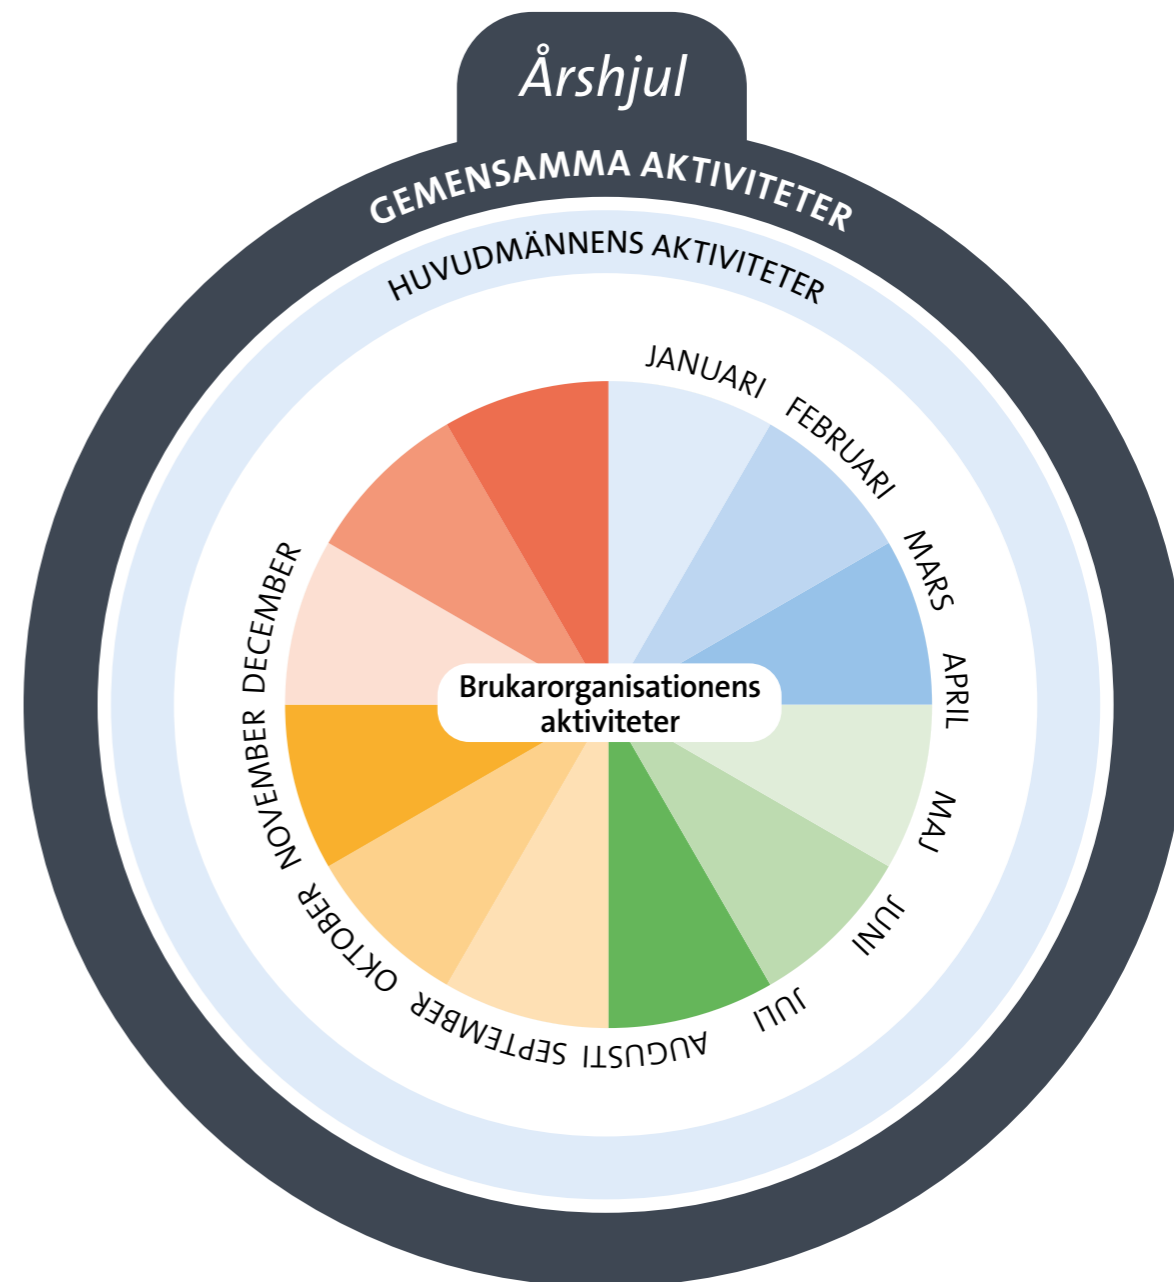 Årshjul
GEMENSAMMA AKTIVITETER
HUVUDMÄNNENS AKTIVITETER
JANUARI
FEBRUARI
MARS
APRIL
MAJ
JUNI
JULI
AUGUSTI
SEPTEMBER
OKTOBER
NOVEMBER
DECEMBER
Brukarorganisationens
aktiviteter